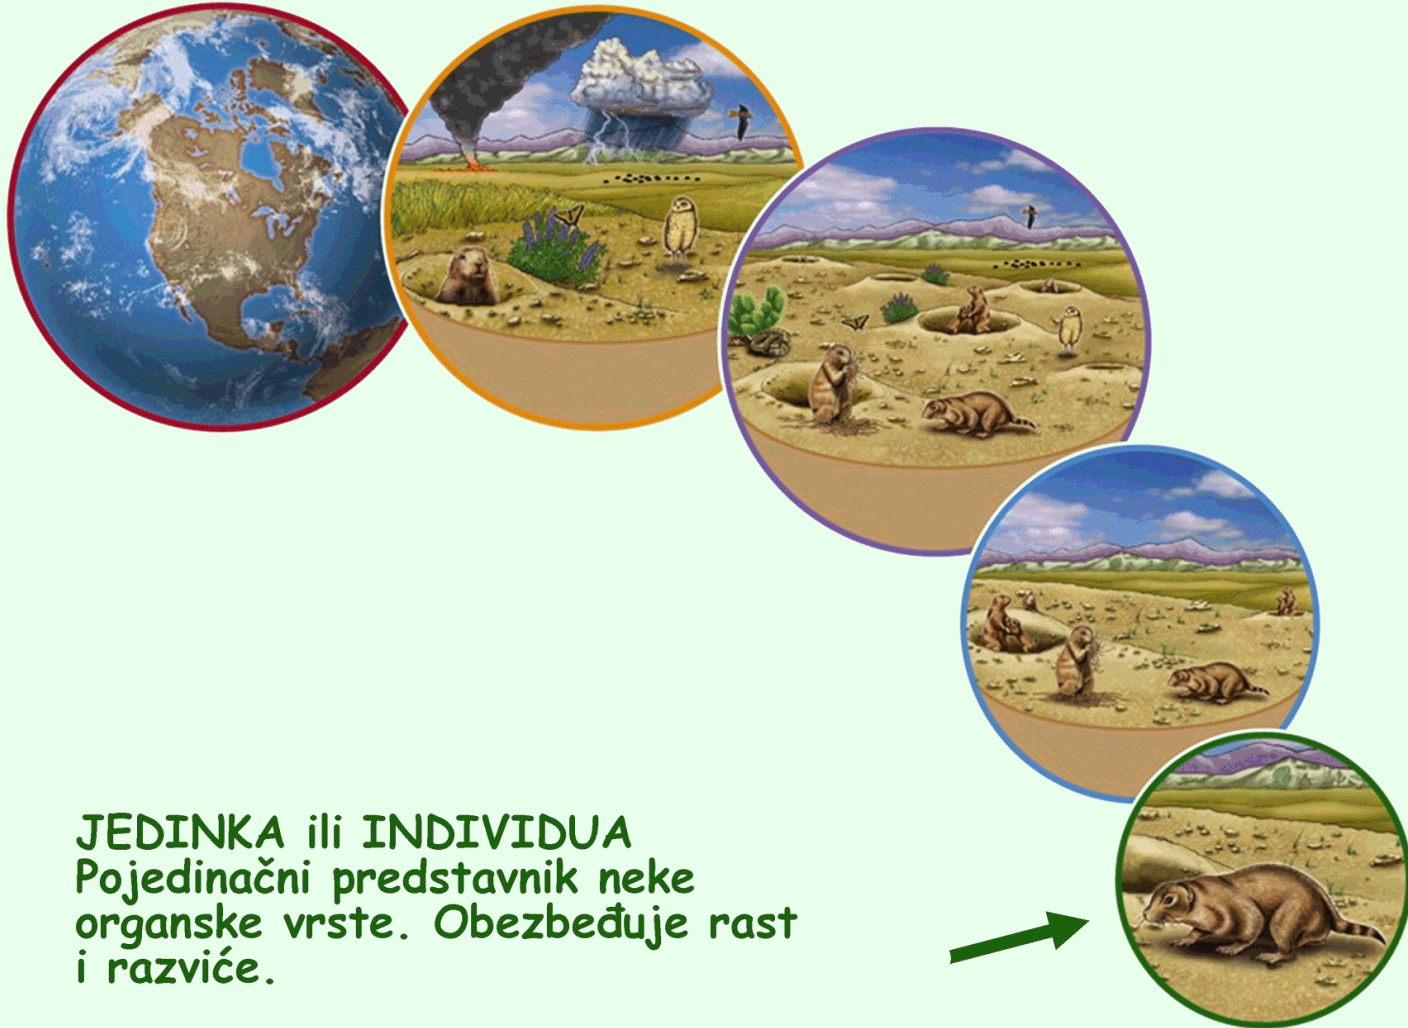 JEDINKA ili INDIVIDUA
Pojedinačni predstavnik neke
organske vrste. Obezbeđuje rast
i razviće.